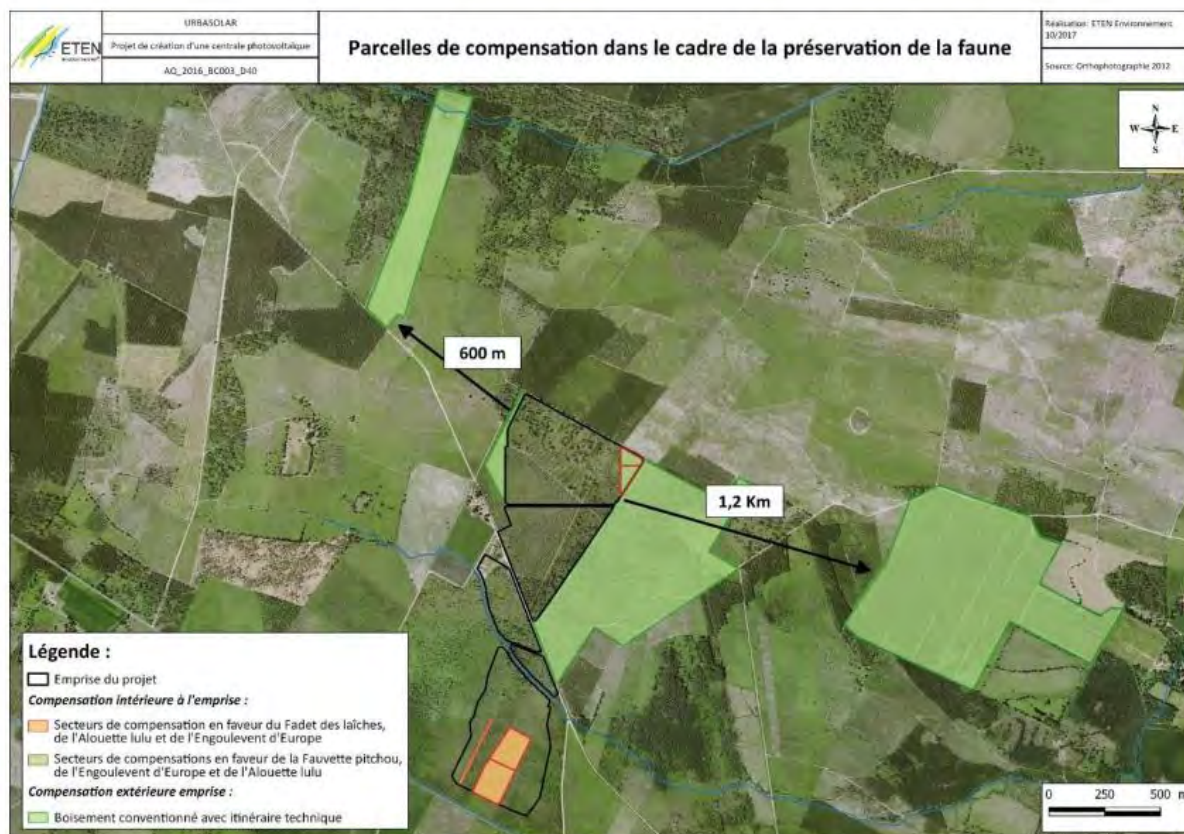 ETEN
URBASOLAR
Projet de création d'une centrale photovoltaïque
AQ_2016_BC003_D40
Parcelles de compensation dans le cadre de la préservation de la faune
Réalisation: ETEN Environnement
10/2017
Source: Orthophotographie 2012
N
W E
S
600 m
1,2 Km
Légende :
Emprise du projet
Compensation intérieure à l'emprise :
Secteurs de compensation en faveur du Fadet des laîches,
de l'Alouette lulu et de l'Engoulevent d'Europe
Secteurs de compensations en faveur de la Fauvette pitchou,
de l'Engoulevent d'Europe et de l'Alouette lulu
Compensation extérieure emprise :
Boisement conventionné avec itinéraire technique
0 250 500 m